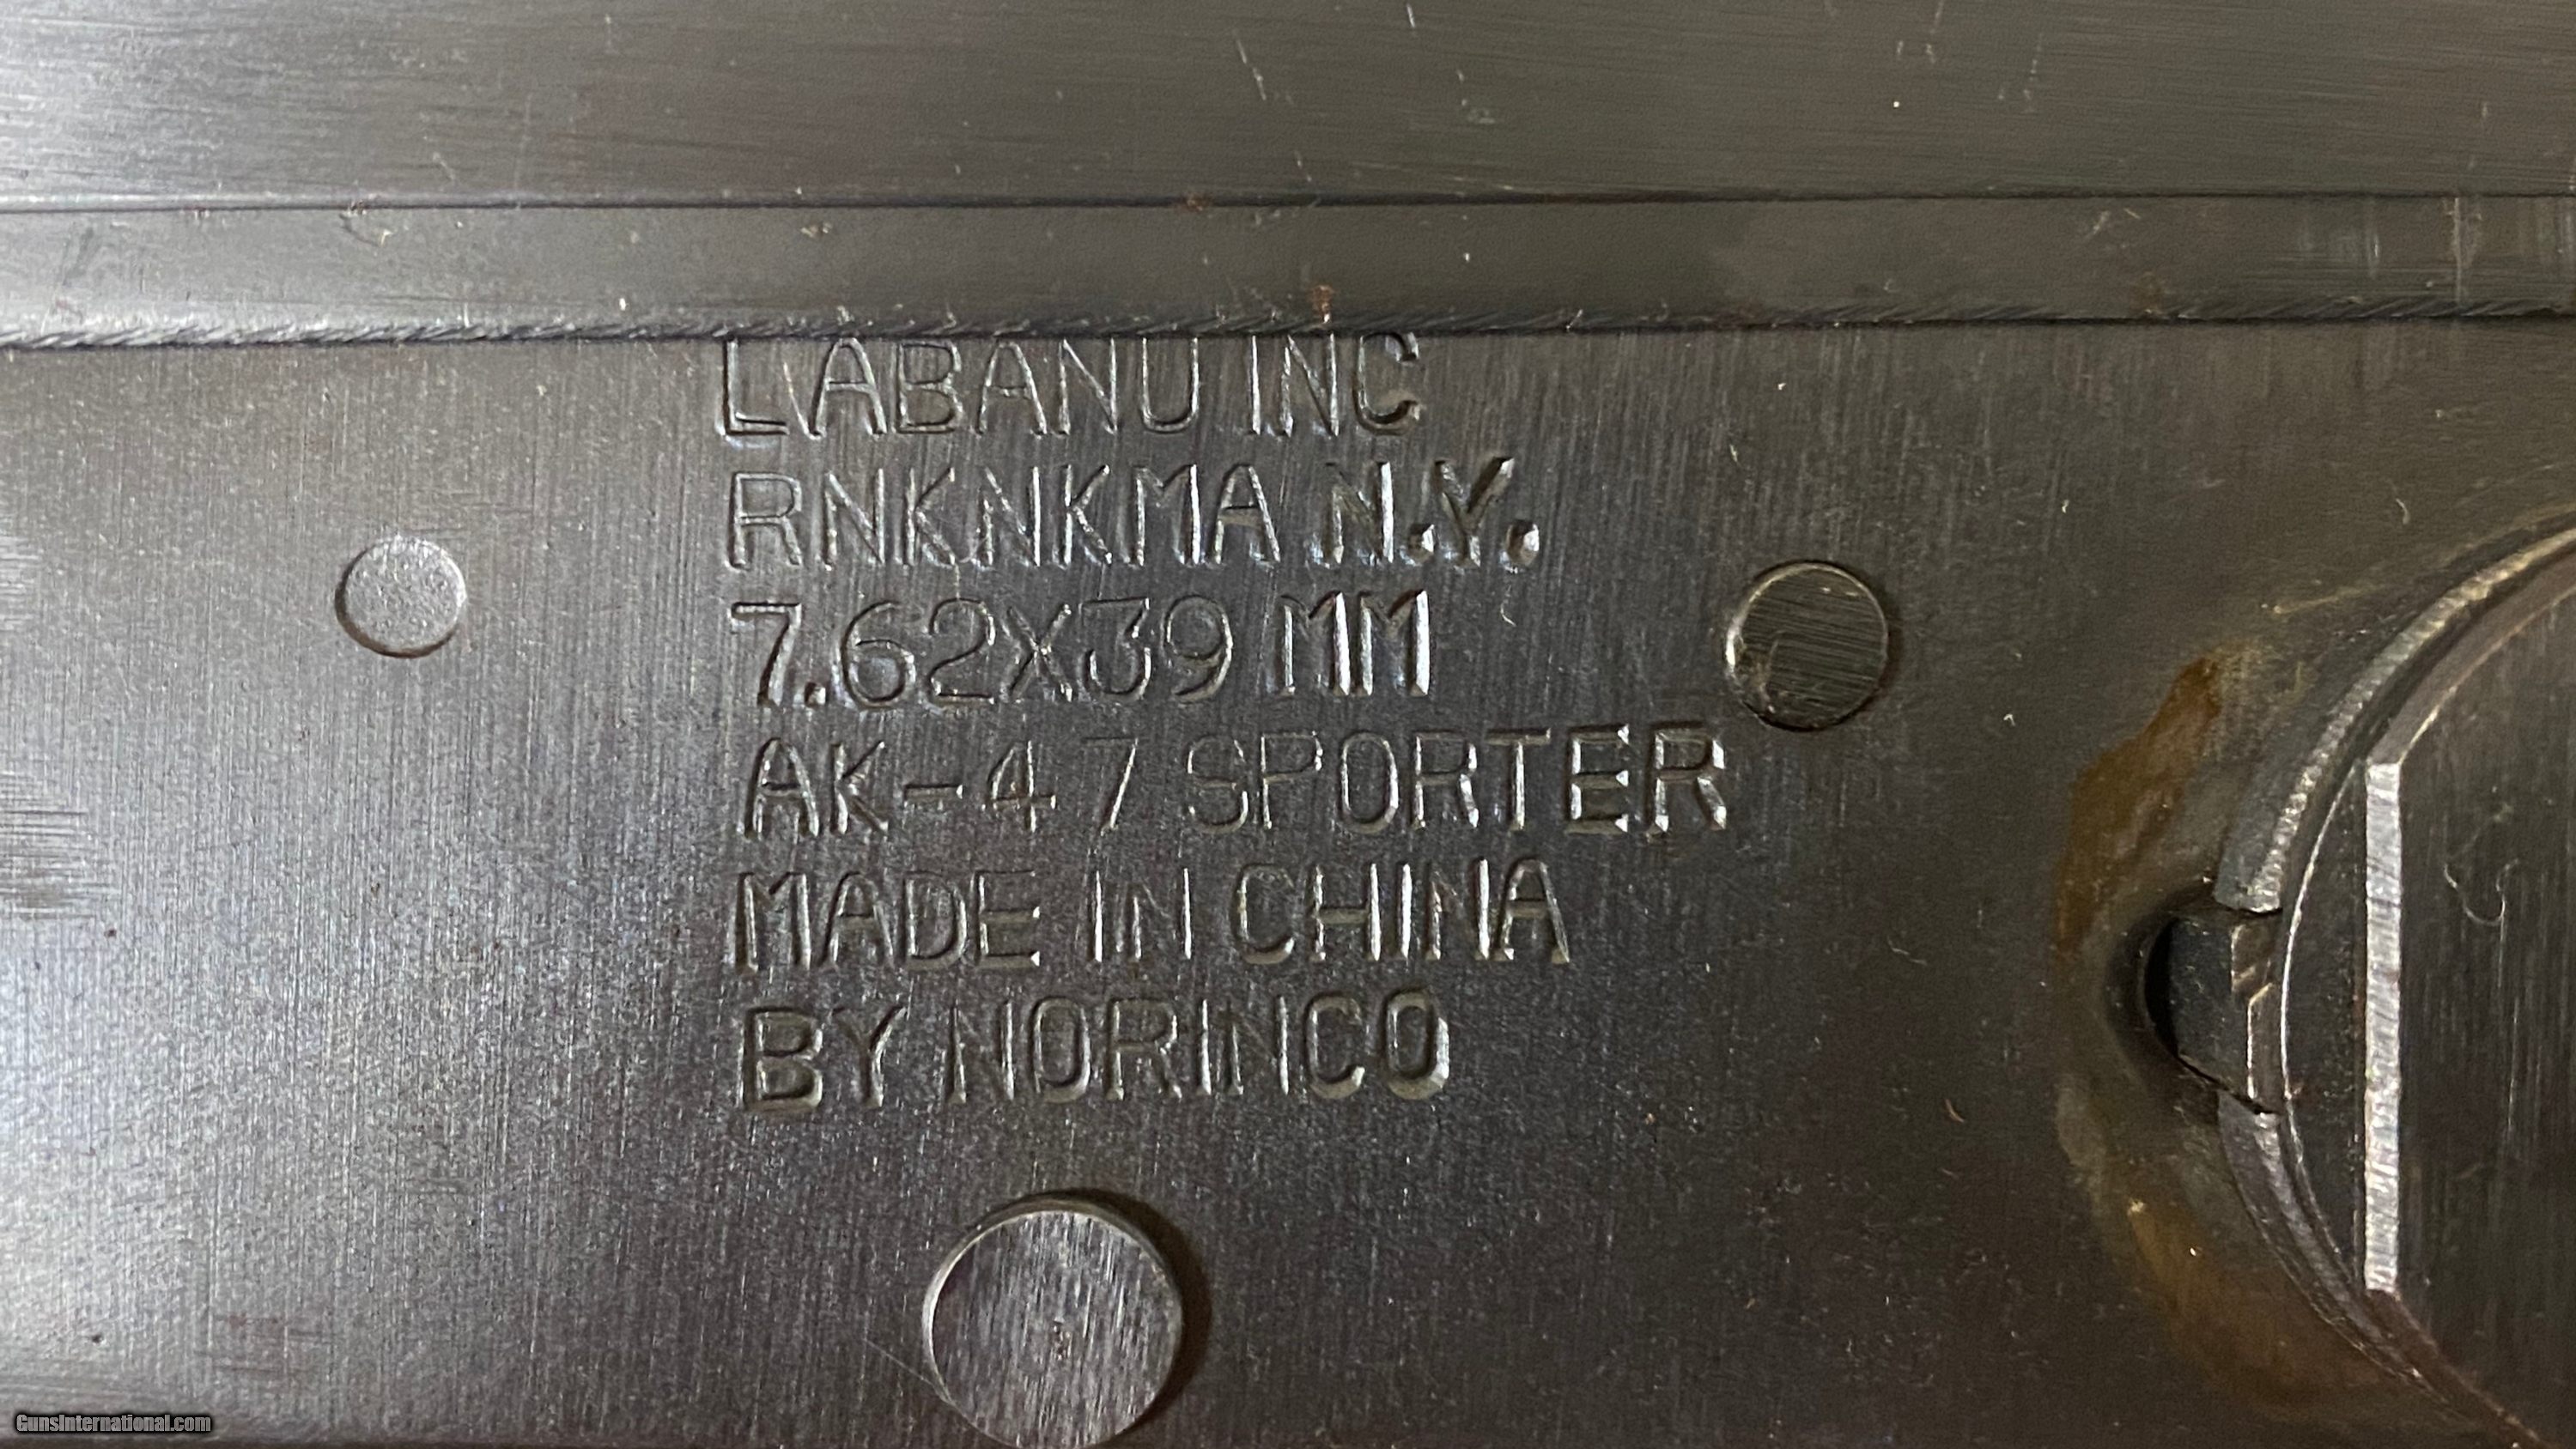 LABANU INC
RNKNKMA N.Y.
7.62X39 MM
AK-47 SPORTER
MADE IN CHINA
BY NORINCO
GunsInternational.com